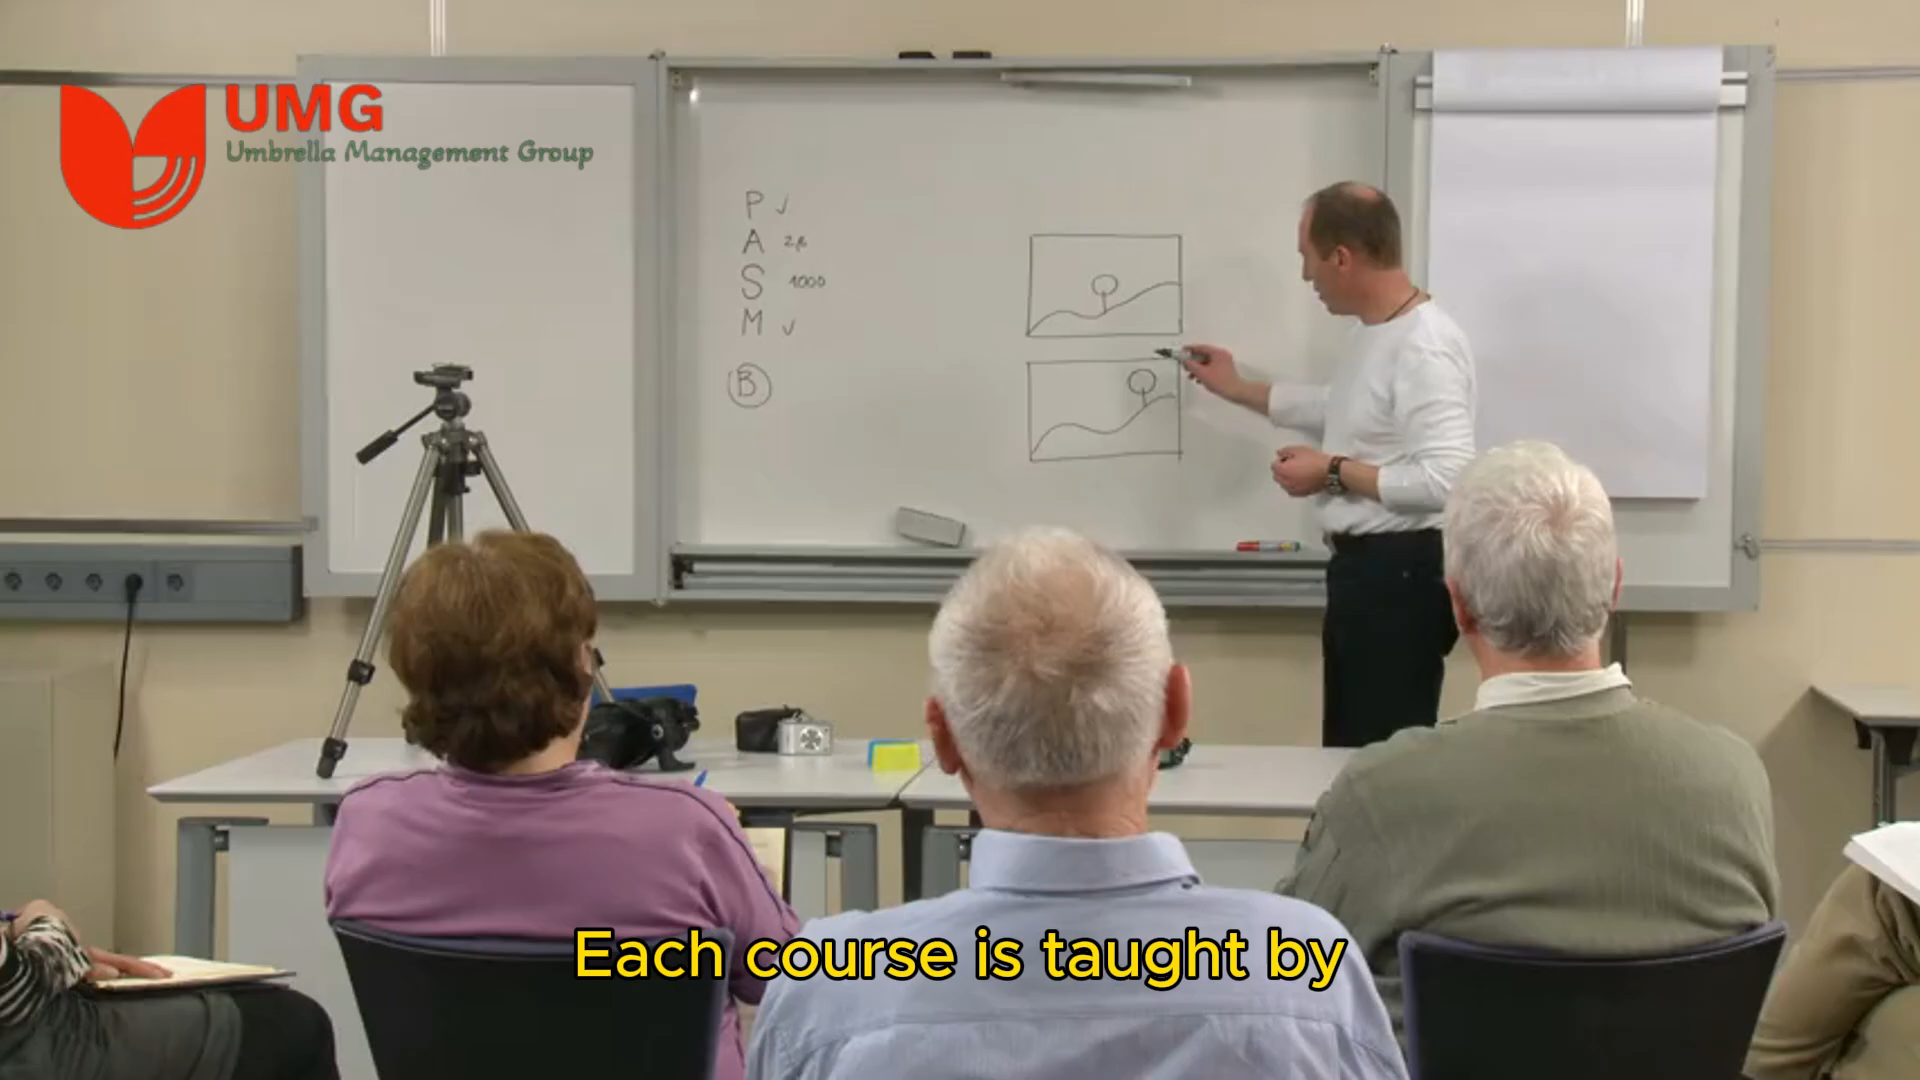 UMG
Umbrella Management Group
P ✓
A
S 1000
M ✓
B
Each course is taught by